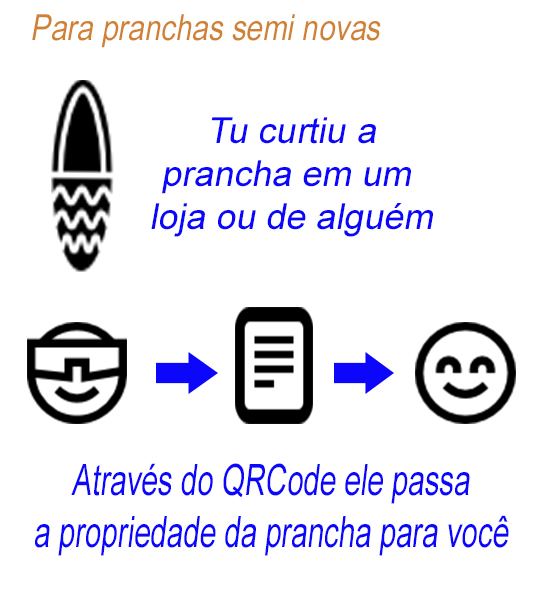 Para pranchas semi novas
Tu curtiu a
prancha em um
loja ou de alguém
Através do QRCode ele passa
a propriedade da prancha para você